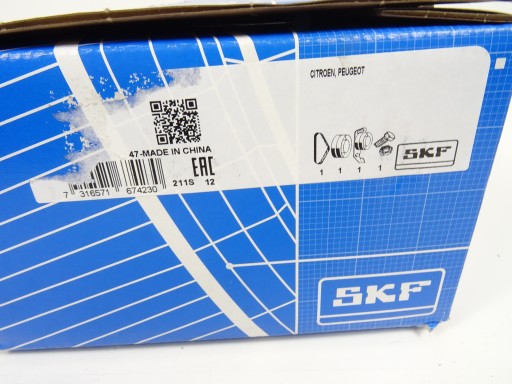 CITROEN, PEUGEOT
47-MADE IN CHINA
EAC
7 316571 674230
211S 12
1 1 1 1
SKF
SKF